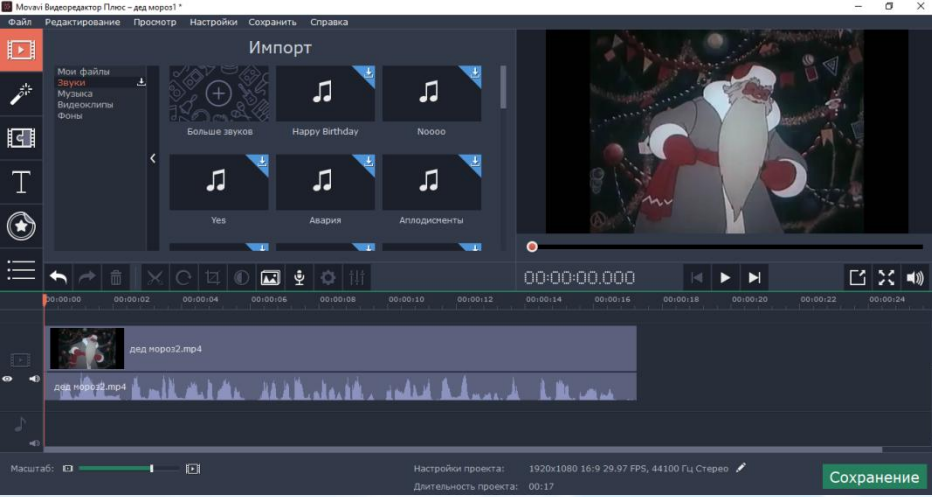 Movavi Видеоредактор Плюс – дед мороз1 *
Файл Редактирование Просмотр Настройки Сохранить Справка
Импорт
Мои файлы
Звуки
Музыка
Видеоклипы
Фоны
Больше звуков Happy Birthday Noooo
Yes Авария Аплодисменты
00:00:00.000
00:00:00 00:00:02 00:00:04 00:00:06 00:00:08 00:00:10 00:00:12 00:00:14 00:00:16 00:00:18 00:00:20 00:00:22 00:00:24
дед мороз2.mp4
дед мороз2.mp4
Масштаб:
Настройки проекта: 1920x1080 16:9 29.97 FPS, 44100 Гц Стерео
Длительность проекта: 00:17
Сохранение